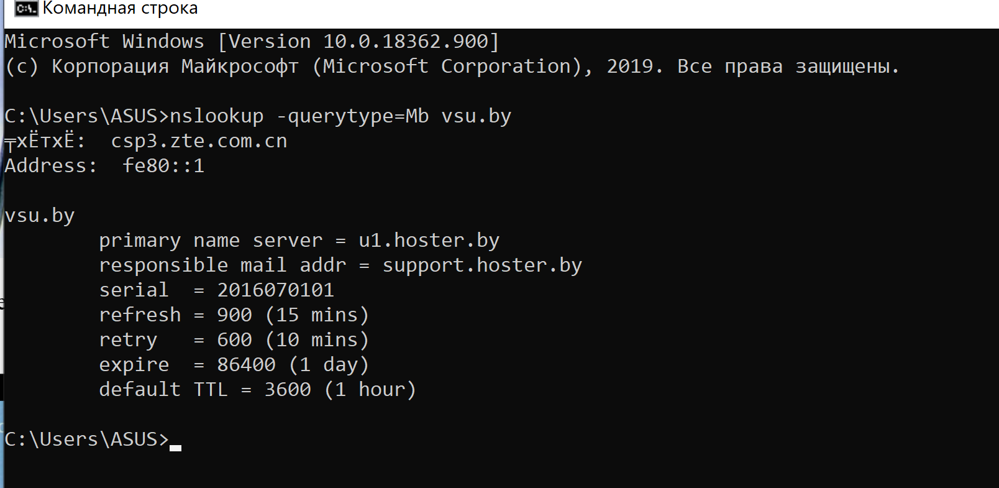 Командная строка
Microsoft Windows [Version 10.0.18362.900]
(c) Корпорация Майкрософт (Microsoft Corporation), 2019. Все права защищены.
C:\Users\ASUS>nslookup -querytype=Mb vsu.by
╤хЁтхЁ:  csp3.zte.com.cn
Address:  fe80::1
vsu.by
        primary name server = u1.hoster.by
        responsible mail addr = support.hoster.by
        serial  = 2016070101
        refresh = 900 (15 mins)
        retry   = 600 (10 mins)
        expire  = 86400 (1 day)
        default TTL = 3600 (1 hour)
C:\Users\ASUS>